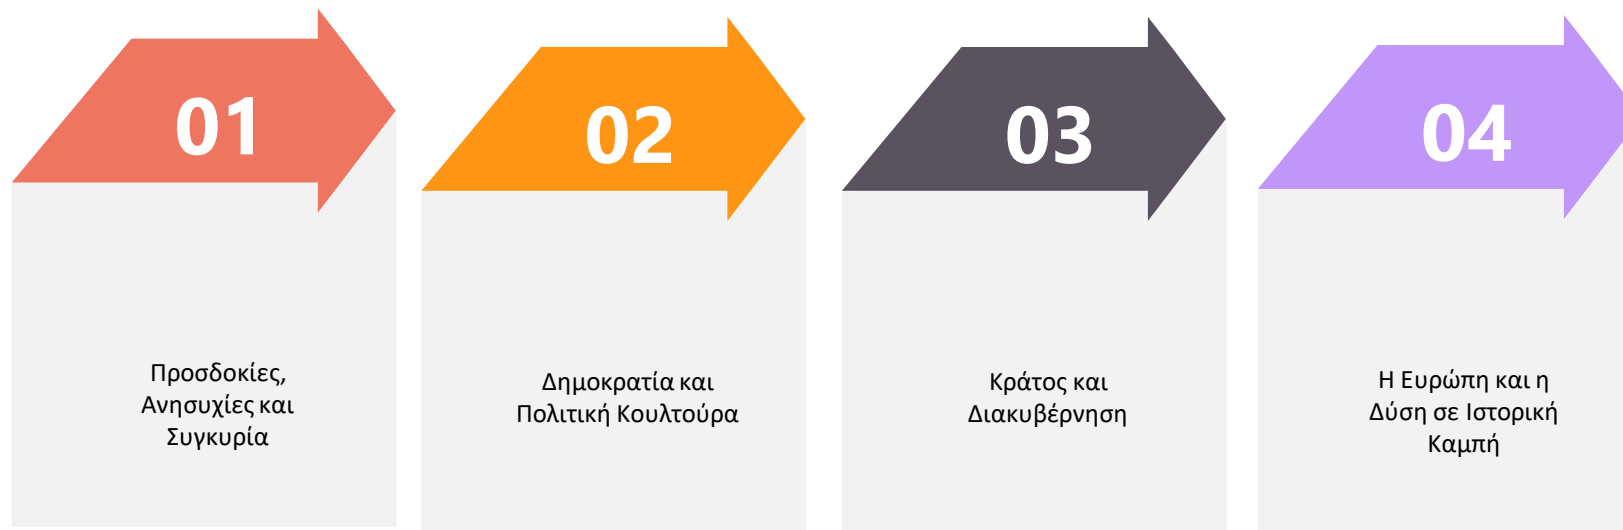 01
Προσδοκίες,
Ανησυχίες και
Συγκυρία
02
Δημοκρατία και
Πολιτική Κουλτούρα
03
Κράτος και
Διακυβέρνηση
04
Η Ευρώπη και η
Δύση σε Ιστορική
Καμπή